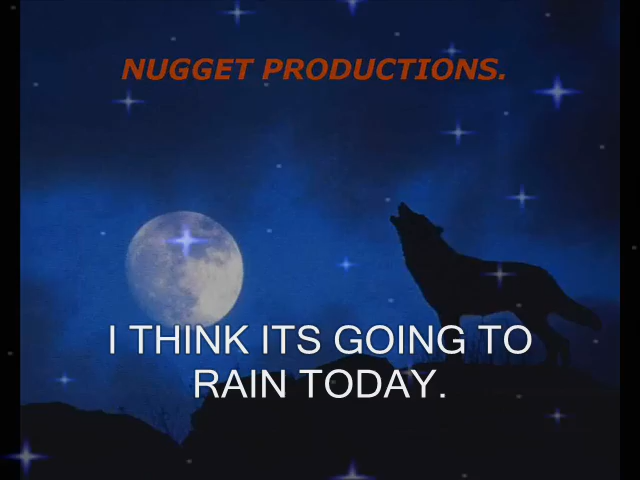 NUGGET PRODUCTIONS.
I THINK ITS GOING TO
RAIN TODAY.